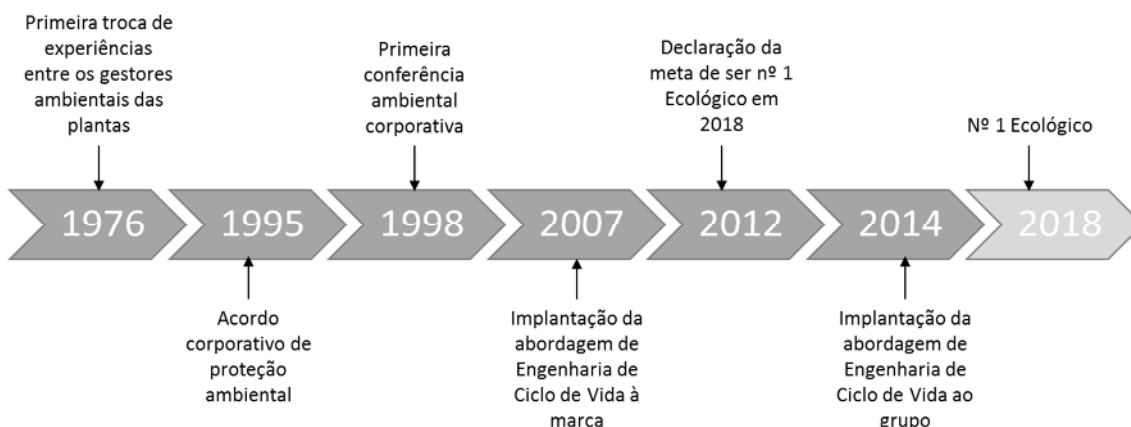 Primeira troca de
experiências
entre os gestores
ambientais das
plantas
Primeira
conferência
ambiental
corporativa
Declaração da
meta de ser nº 1
Ecológico em
2018
Nº 1 Ecológico
1976
1995
1998
2007
2012
2014
2018
Acordo
corporativo de
proteção
ambiental
Implantação da
abordagem de
Engenharia de
Ciclo de Vida à
marca
Implantação da
abordagem de
Engenharia de
Ciclo de Vida ao
grupo